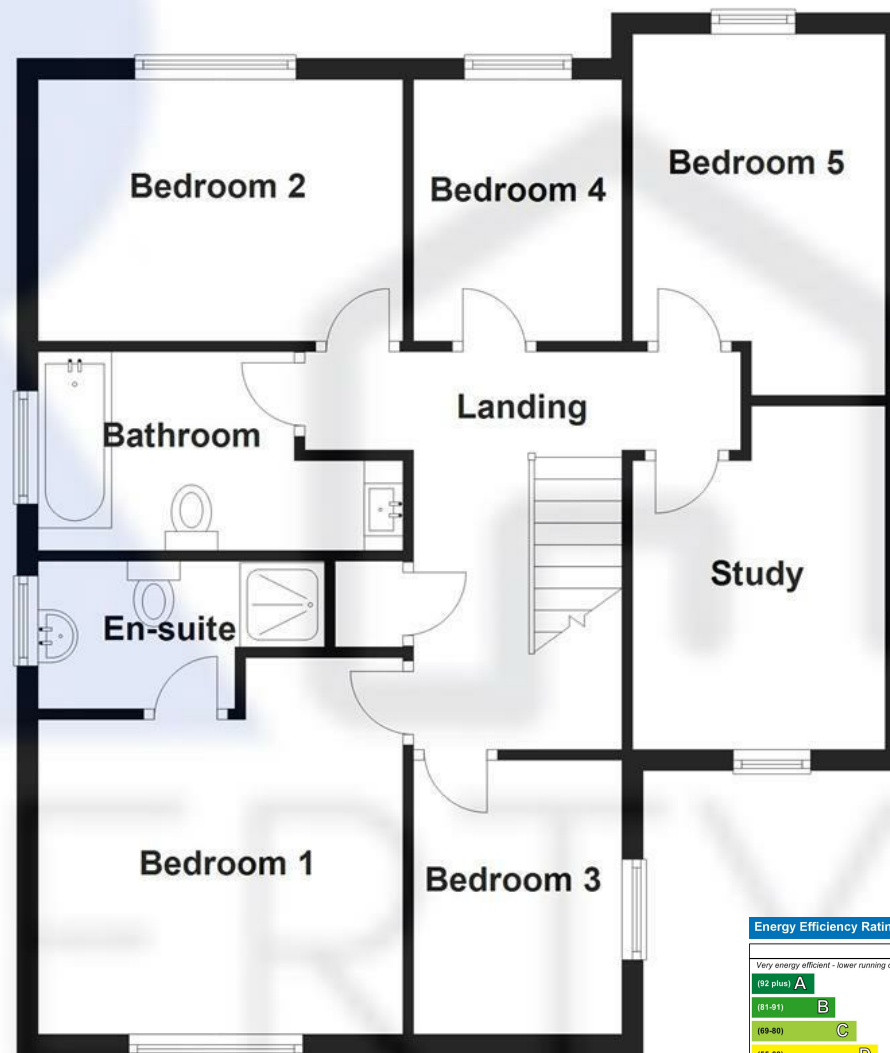 Bedroom 2
Bedroom 4
Bedroom 5
Bathroom
Landing
En-suite
Study
Bedroom 1
Bedroom 3
Energy Efficiency
Very energy efficient - lower running
(92 plus) A
(81-91) B
(69-80) C
D
ERTY